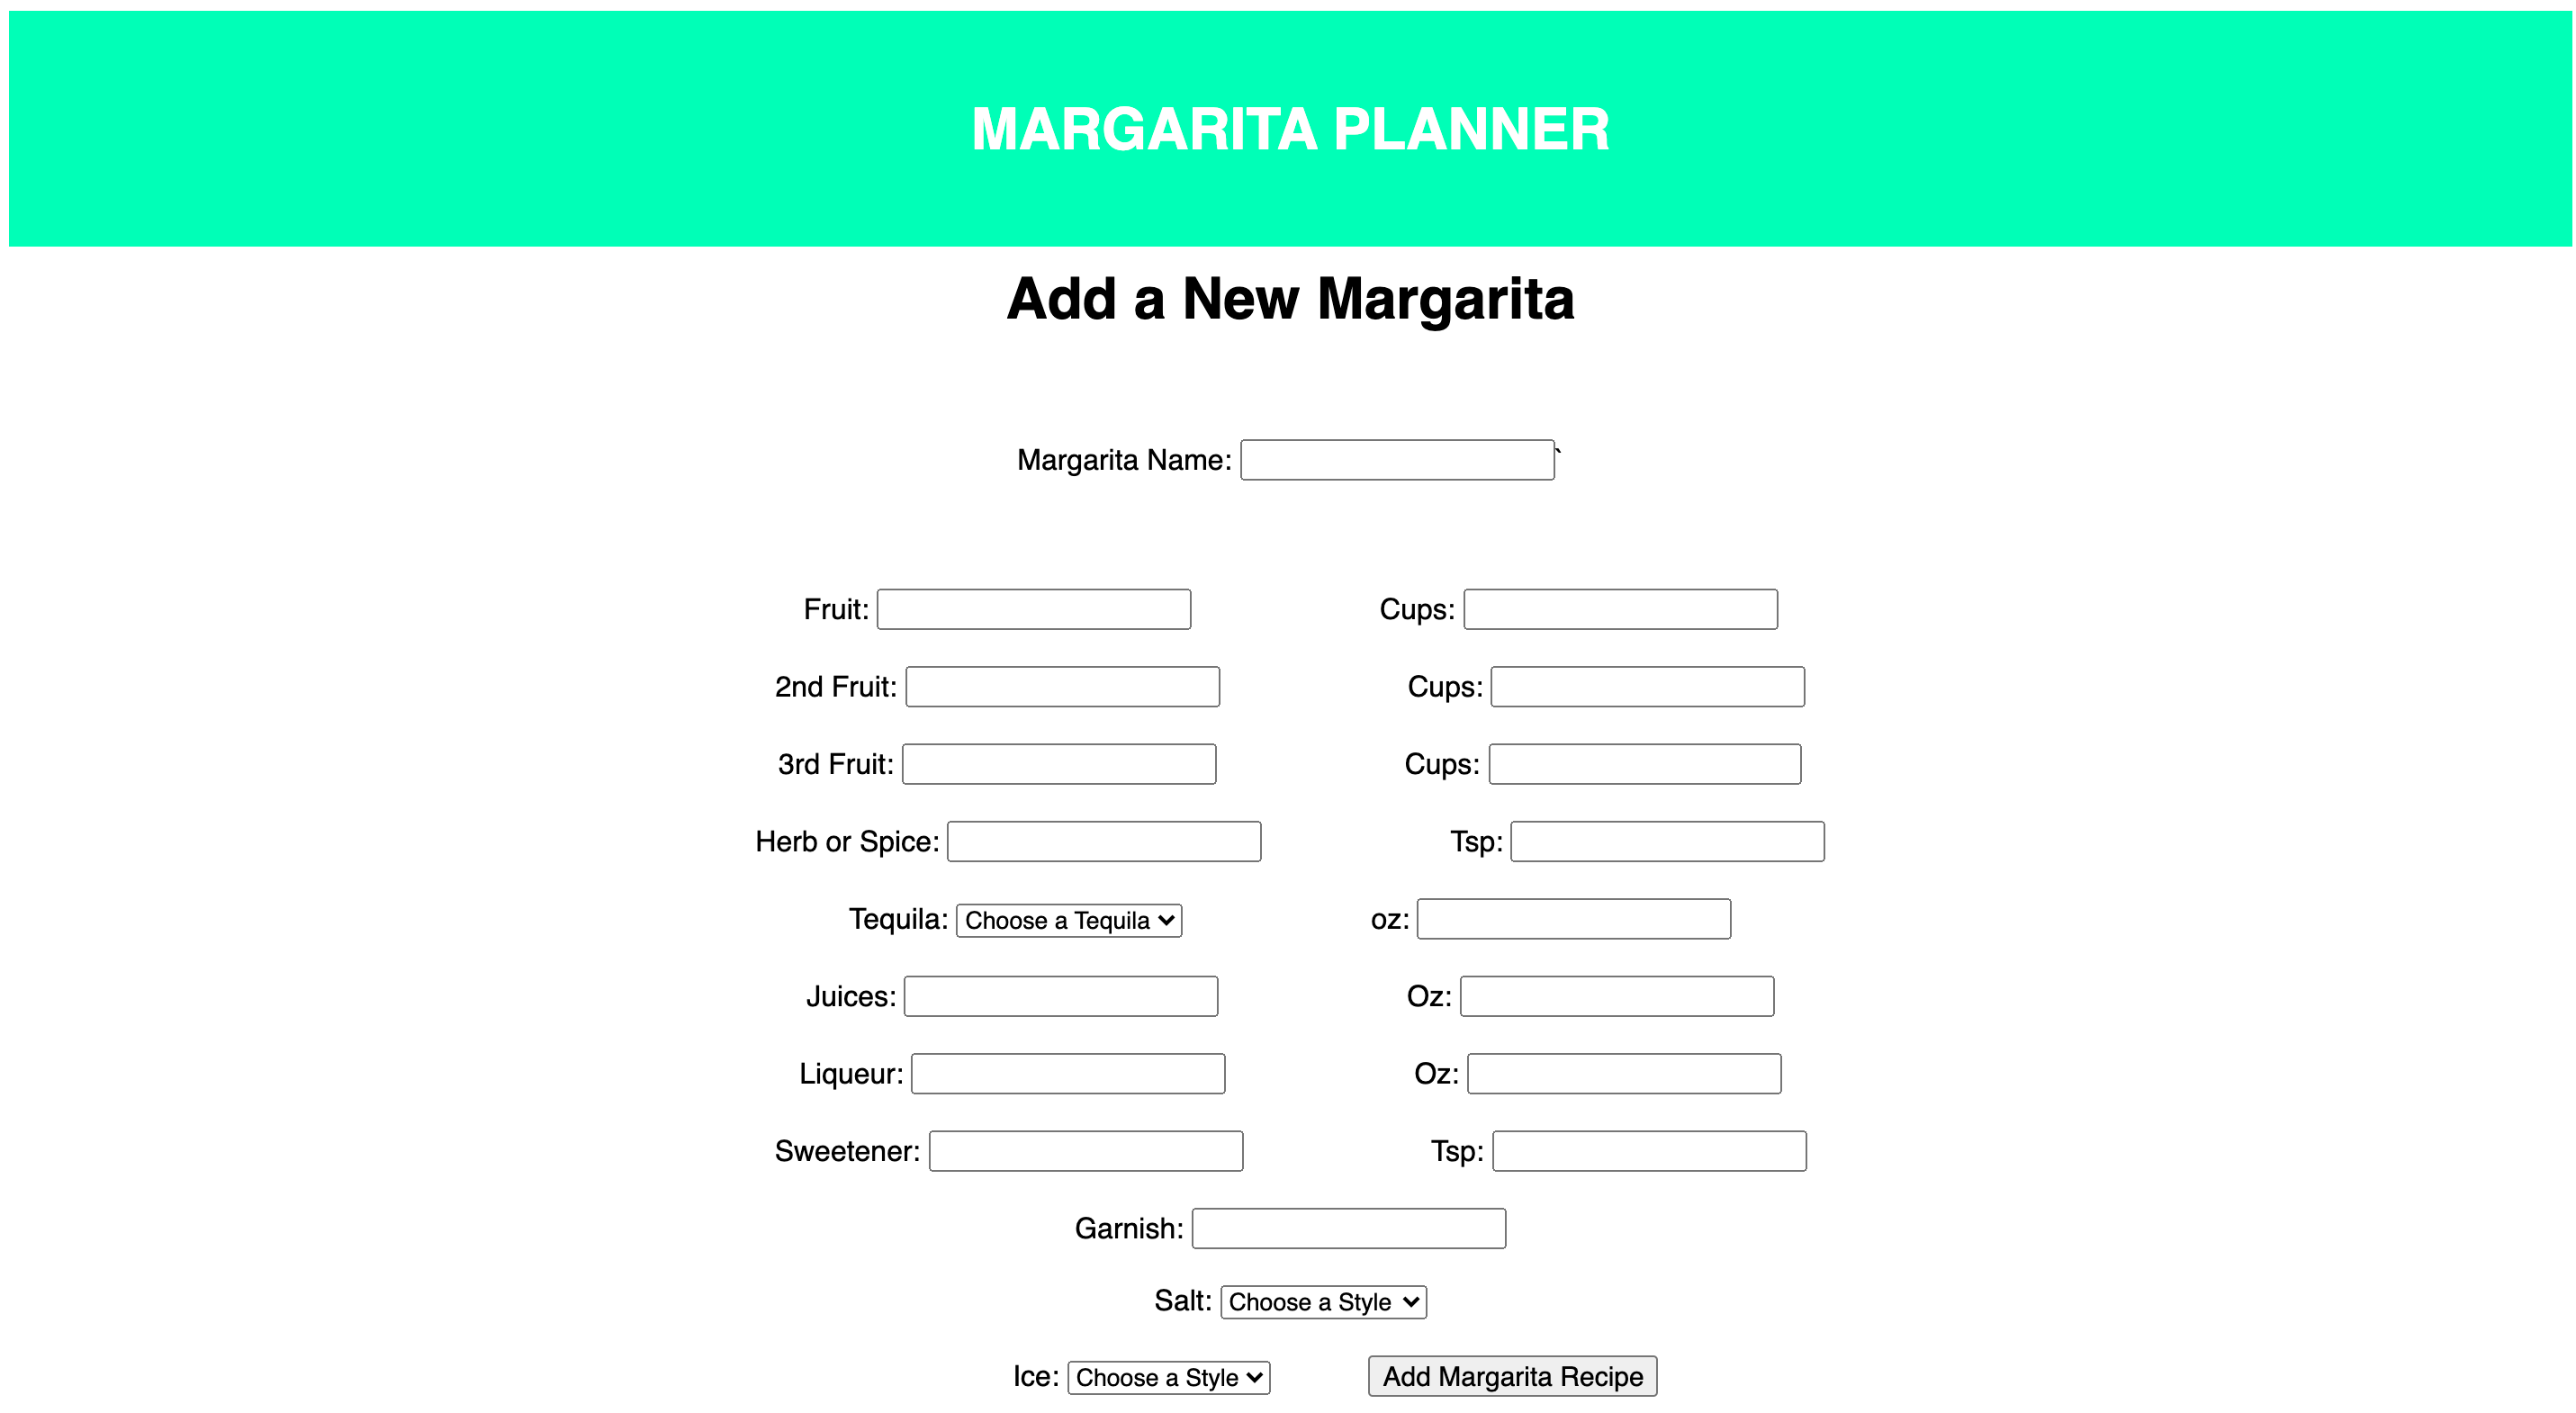 MARGARITA PLANNER
Add a New Margarita
Margarita Name: `
Fruit: Cups:
2nd Fruit: Cups:
3rd Fruit: Cups:
Herb or Spice: Tsp:
Tequila: Choose a Tequila oz:
Juices: Oz:
Liqueur: Oz:
Sweetener: Tsp:
Garnish:
Salt: Choose a Style
Ice: Choose a Style Add Margarita Recipe